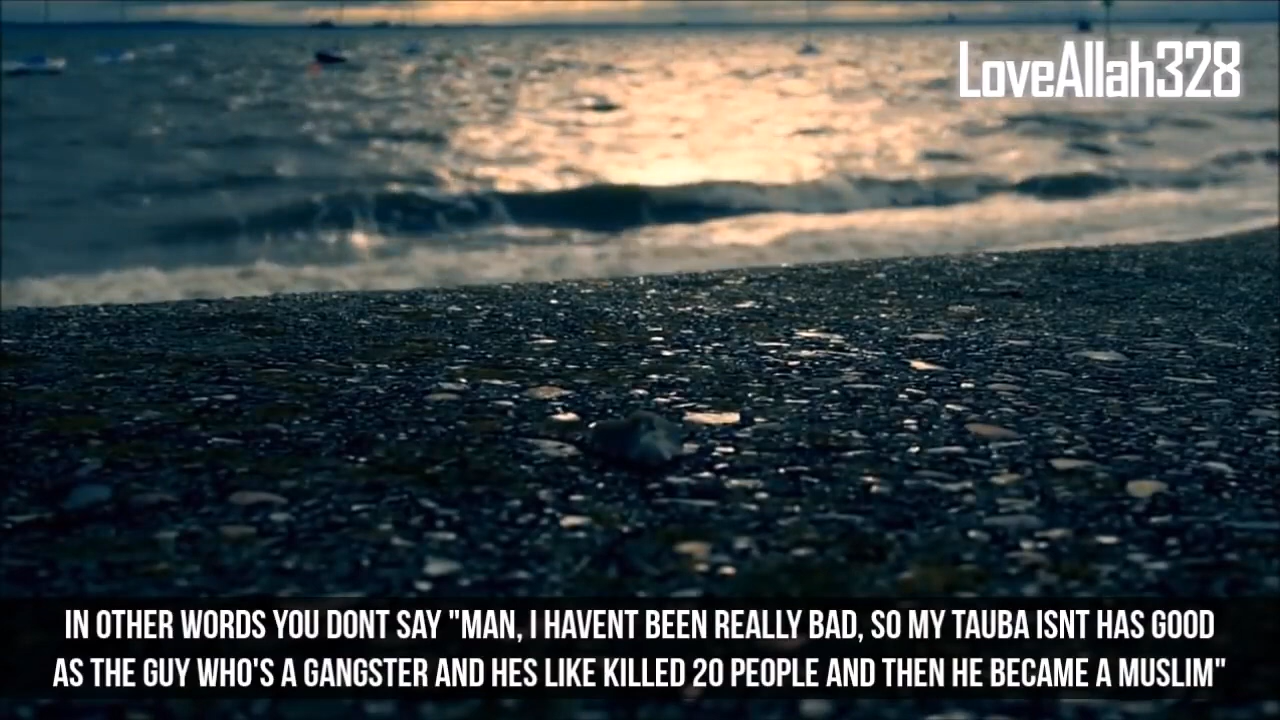 LoveAllah328
IN OTHER WORDS YOU DONT SAY "MAN, I HAVENT BEEN REALLY BAD, SO MY TAUBA ISNT HAS GOOD
AS THE GUY WHO'S A GANGSTER AND HES LIKE KILLED 20 PEOPLE AND THEN HE BECAME A MUSLIM"